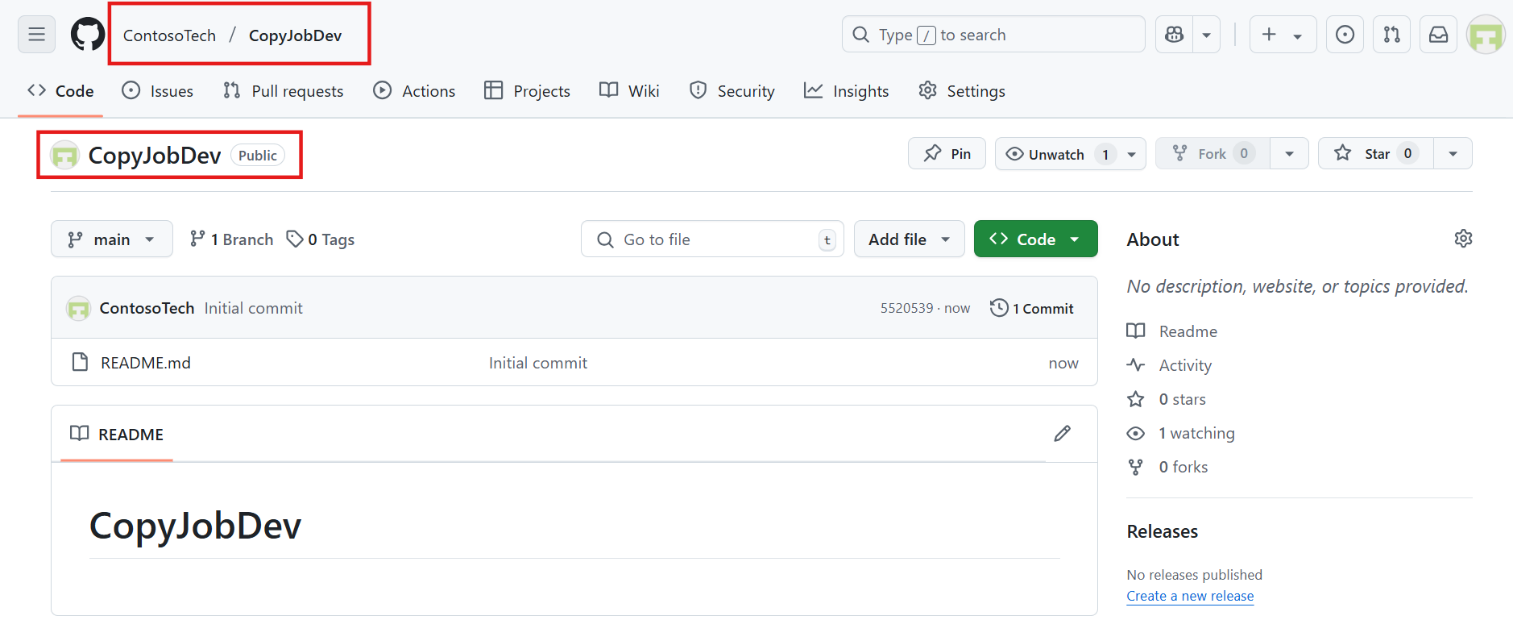 ContosoTech / CopyJobDev
Type / to search
Code Issues Pull requests Actions Projects Wiki Security Insights Settings
CopyJobDev Public
Pin Unwatch 1 Fork 0 Star 0
main 1 Branch 0 Tags Go to file t Add file Code
About
No description, website, or topics provided.
ContosoTech Initial commit 5520539 · now 1 Commit
README.md Initial commit now
README
CopyJobDev
Readme
Activity
0 stars
1 watching
0 forks
Releases
No releases published
Create a new release